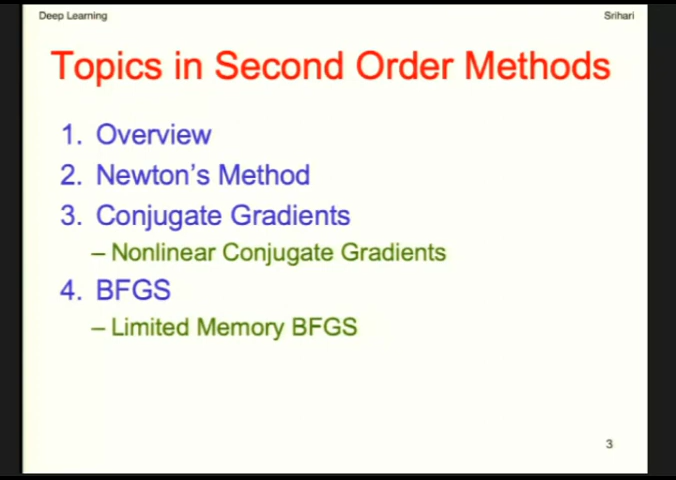 Deep Learning
Srihari
Topics in Second Order Methods
1. Overview
2. Newton's Method
3. Conjugate Gradients
– Nonlinear Conjugate Gradients
4. BFGS
– Limited Memory BFGS
3